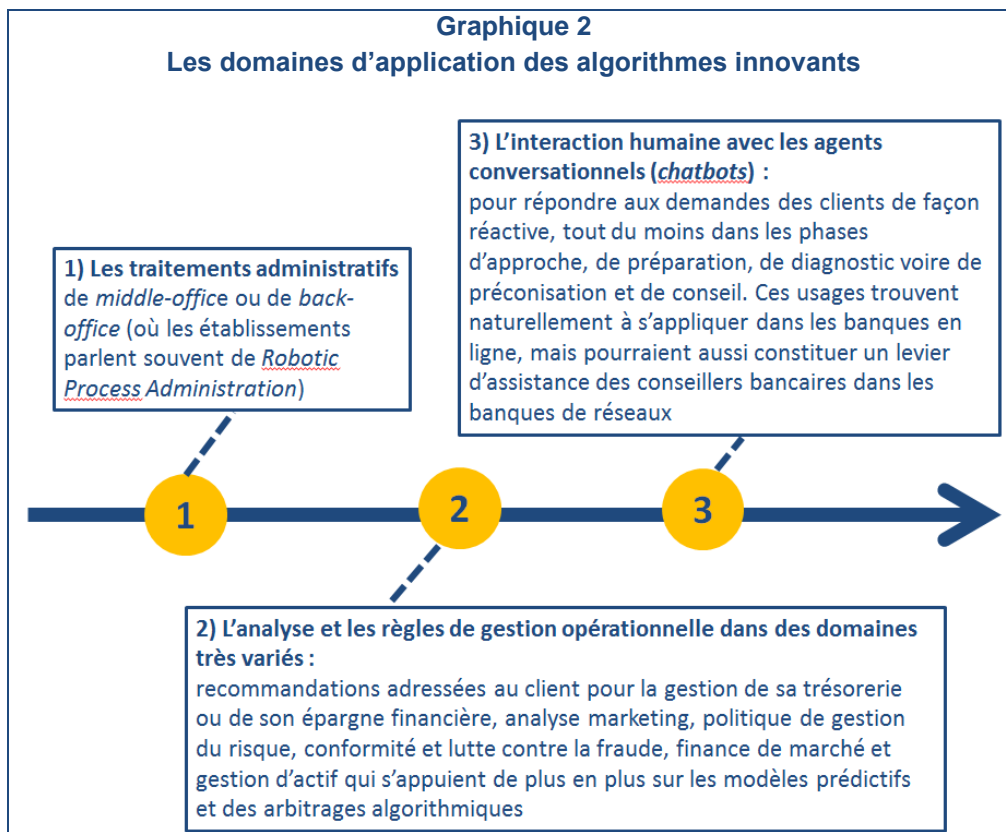 Graphique 2
Les domaines d'application des algorithmes innovants
3) L'interaction humaine avec les agents
conversationnels (chatbots) :
pour répondre aux demandes des clients de façon
réactive, tout du moins dans les phases
d'approche, de préparation, de diagnostic voire de
préconisation et de conseil. Ces usages trouvent
naturellement à s'appliquer dans les banques en
ligne, mais pourraient aussi constituer un levier
d'assistance des conseillers bancaires dans les
banques de réseaux
1) Les traitements administratifs
de middle-office ou de back-
office (où les établissements
parlent souvent de Robotic
Process Administration)
1
2
3
2) L'analyse et les règles de gestion opérationnelle dans des domaines
très variés :
recommandations adressées au client pour la gestion de sa trésorerie
ou de son épargne financière, analyse marketing, politique de gestion
du risque, conformité et lutte contre la fraude, finance de marché et
gestion d'actif qui s'appuient de plus en plus sur les modèles prédictifs
et des arbitrages algorithmiques